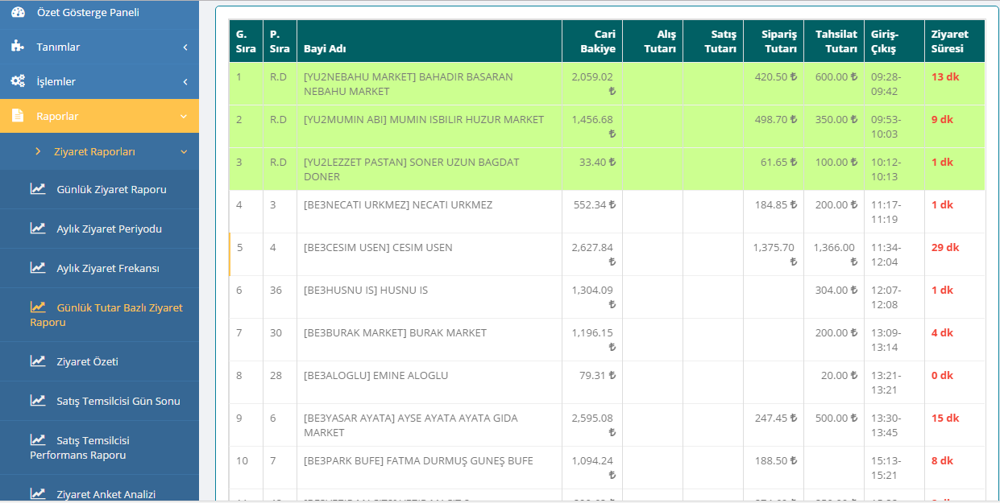 Özet Gösterge Paneli
Tanımlar
İşlemler
Raporlar
Ziyaret Raporları
Günlük Ziyaret Raporu
Aylık Ziyaret Periyodu
Aylık Ziyaret Frekansı
Günlük Tutar Bazlı Ziyaret
Raporu
Ziyaret Özeti
Satış Temsilcisi Gün Sonu
Satış Temsilcisi
Performans Raporu
Ziyaret Anket Analizi
G. P. Cari Alış Satış Sipariş Tahsilat Giriş- Ziyaret
Sıra Sıra Bayi Adı Bakiye Tutarı Tutarı Tutarı Tutarı Çıkış Süresi
1 R.D [YU2NEBAHU MARKET] BAHADIR BASARAN 2,059.02 420.50 ₺ 600.00 ₺ 09:28- 13 dk
NEBAHU MARKET ₺ 09:42
2 R.D [YU2MUMIN ABI] MUMIN ISBILIR HUZUR MARKET 1,456.68 498.70 ₺ 350.00 ₺ 09:53- 9 dk
₺ 10:03
3 R.D [YU2LEZZET PASTAN] SONER UZUN BAGDAT 33.40 ₺ 61.65 ₺ 100.00 ₺ 10:12- 1 dk
DONER 10:13
4 3 [BE3NECATI URKMEZ] NECATI URKMEZ 552.34 ₺ 184.85 ₺ 200.00 ₺ 11:17- 1 dk
11:19
5 4 [BE3CESIM USEN] CESIM USEN 2,627.84 1,375.70 1,366.00 11:34- 29 dk
₺ ₺ ₺ 12:04
6 36 [BE3HUSNU IS] HUSNU IS 1,304.09 304.00 ₺ 12:07- 1 dk
₺ 12:08
7 30 [BE3BURAK MARKET] BURAK MARKET 1,196.15 200.00 ₺ 13:09- 4 dk
₺ 13:14
8 28 [BE3ALOGLU] EMINE ALOGLU 79.31 ₺ 20.00 ₺ 13:21- 0 dk
13:21
9 6 [BE3YASAR AYATA] AYSE AYATA AYATA GIDA 2,595.08 247.45 ₺ 500.00 ₺ 13:30- 15 dk
MARKET ₺ 13:45
10 7 [BE3PARK BUFE] FATMA DURMUŞ GUNEŞ BUFE 1,094.24 188.50 ₺ 15:13- 8 dk
₺ 15:21